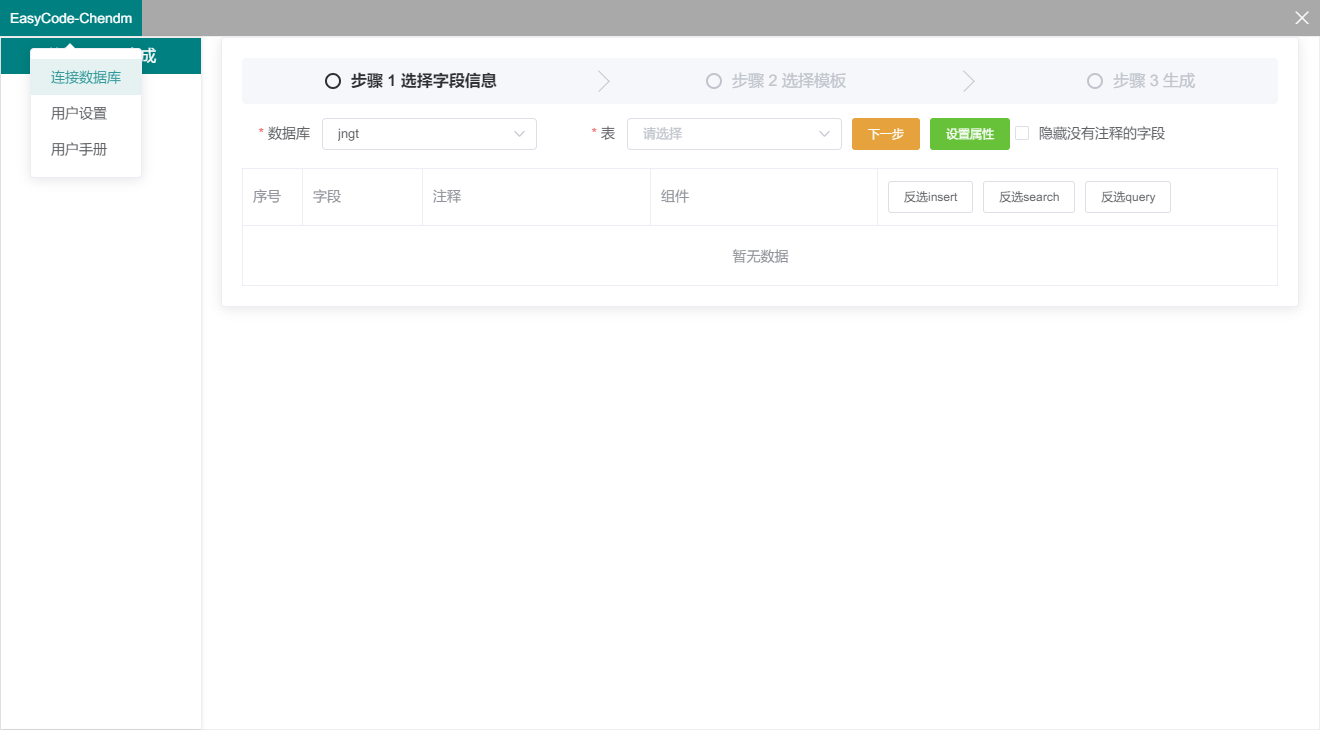 EasyCode-Chendm
成
连接数据库
用户设置
用户手册
步骤 1 选择字段信息
步骤 2 选择模板
步骤 3 生成
* 数据库 jngt * 表 请选择 下一步 设置属性 隐藏没有注释的字段
序号 字段 注释 组件 反选insert 反选search 反选query
暂无数据